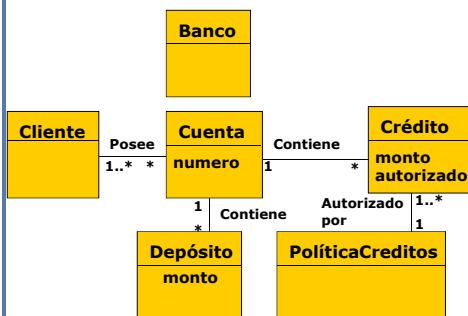 Banco
Cliente
Posee
1..* *
Cuenta
numero
Contiene
1 *
Crédito
monto
autorizado
1
Contiene
*
Autorizado
por
1..*
1
Depósito
monto
PolíticaCreditos